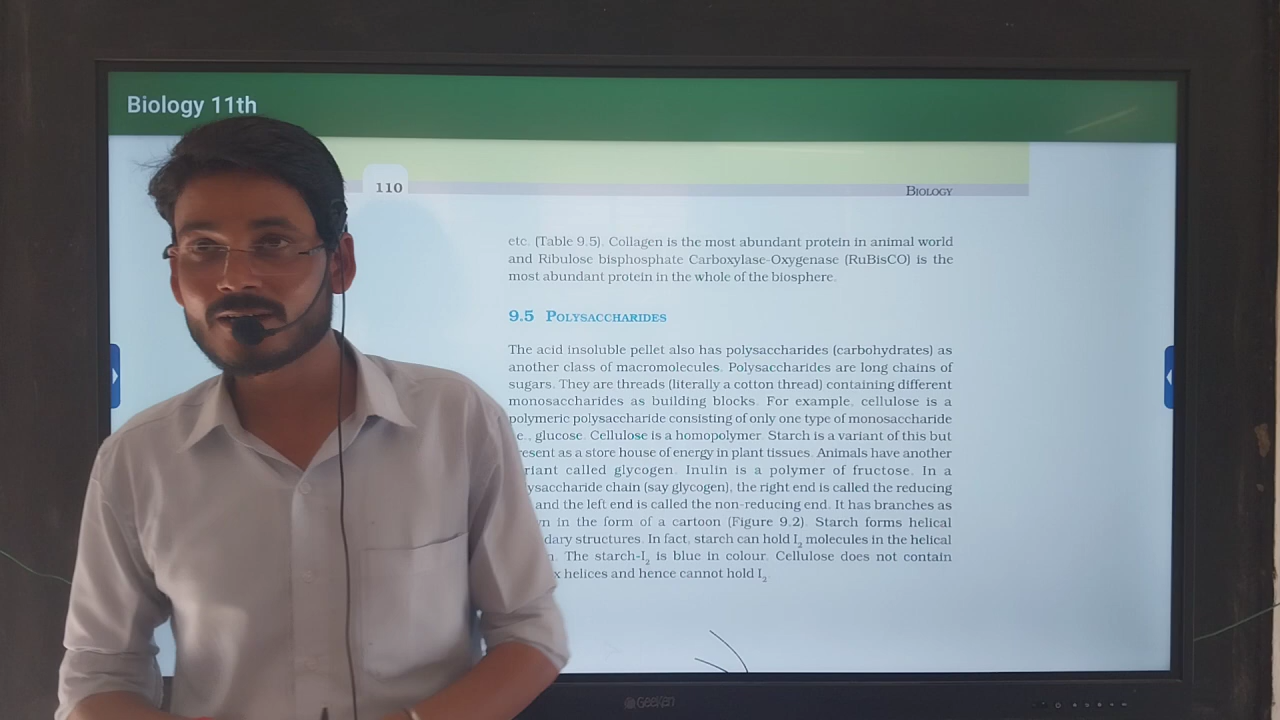 Biology 11th
110
BIOLOGY
etc. (Table 9.5). Collagen is the most abundant protein in animal world
and Ribulose bisphosphate Carboxylase-Oxygenase (RuBisCO) is the
most abundant protein in the whole of the biosphere.
9.5 POLYSACCHARIDES
The acid insoluble pellet also has polysaccharides (carbohydrates) as
another class of macromolecules. Polysaccharides are long chains of
sugars. They are threads (literally a cotton thread) containing different
monosaccharides as building blocks. For example, cellulose is a
polymeric polysaccharide consisting of only one type of monosaccharide
e., glucose. Cellulose is a homopolymer. Starch is a variant of this but
resent as a store house of energy in plant tissues. Animals have another
riant called glycogen. Inulin is a polymer of fructose. In a
ysaccharide chain (say glycogen), the right end is called the reducing
and the left end is called the non-reducing end. It has branches as
n in the form of a cartoon (Figure 9.2). Starch forms helical
dary structures. In fact, starch can hold I₂ molecules in the helical
n. The starch-I₂ is blue in colour. Cellulose does not contain
x helices and hence cannot hold I₂.
Geekan